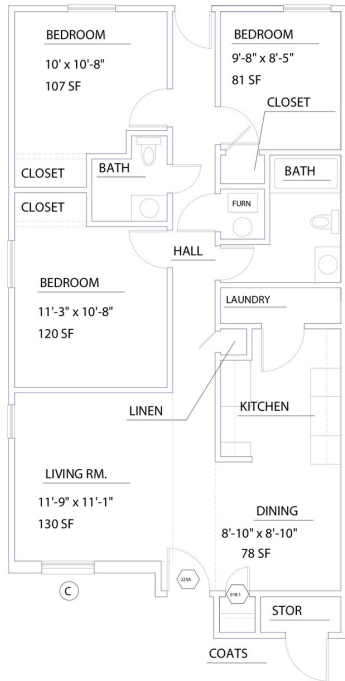 BEDROOM
10' x 10'-8"
107 SF
BEDROOM
9'-8" x 8'-5"
81 SF
CLOSET
CLOSET
BATH
BATH
CLOSET
FURN
HALL
BEDROOM
11'-3" x 10'-8"
120 SF
LAUNDRY
LINEN
KITCHEN
LIVING RM.
11'-9" x 11'-1"
130 SF
DINING
8'-10" x 8'-10"
78 SF
C
STOR
COATS